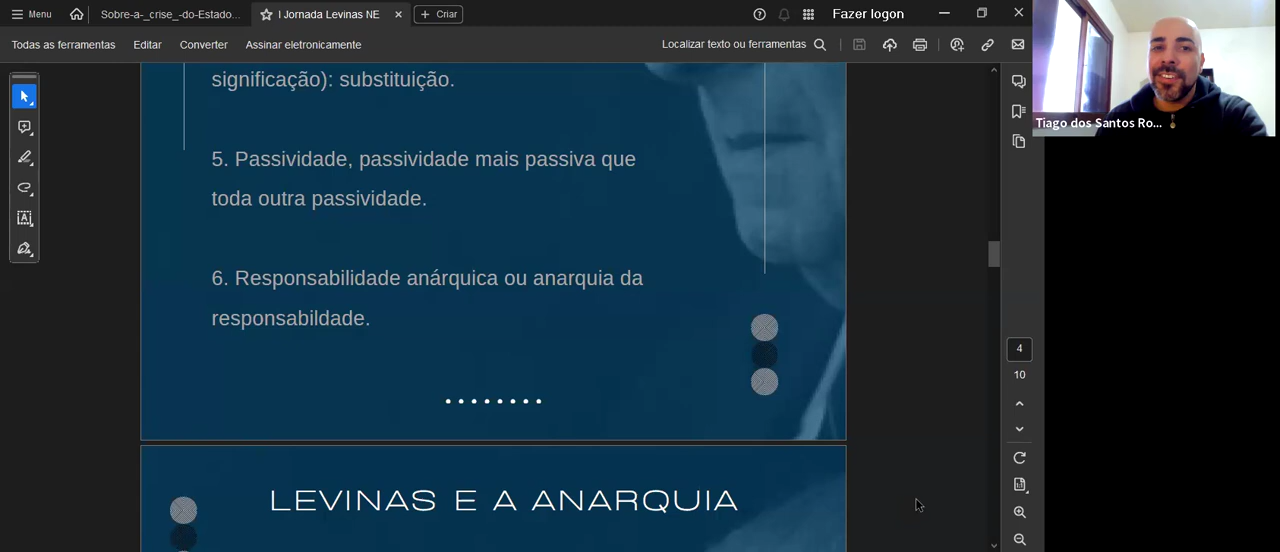 Menu
Sobre-a-_crise_-do-Estado...
I Jornada Levinas NE
Criar
Fazer logon
Todas as ferramentas
Editar
Converter
Assinar eletronicamente
Localizar texto ou ferramentas
Tiago dos Santos Ro...
significação): substituição.
5. Passividade, passividade mais passiva que
toda outra passividade.
6. Responsabilidade anárquica ou anarquia da
responsabildade.
4
10
LEVINAS E A ANARQUIA